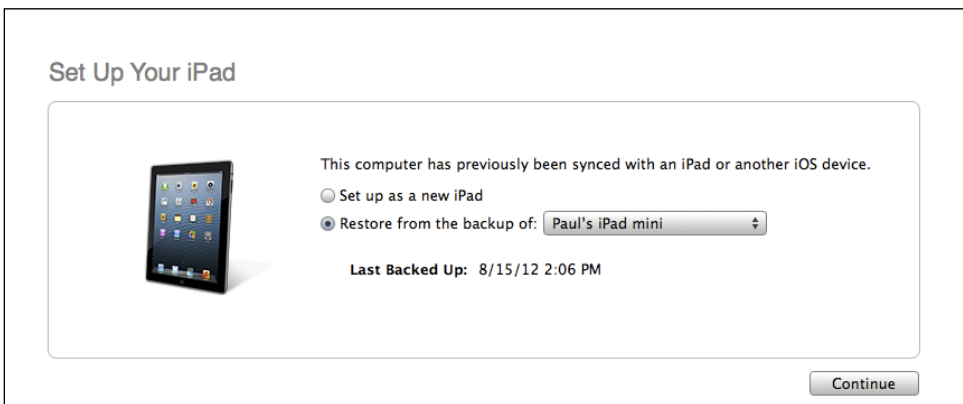 Set Up Your iPad
This computer has previously been synced with an iPad or another iOS device.
Set up as a new iPad
Restore from the backup of: Paul's iPad mini
Last Backed Up: 8/15/12 2:06 PM
Continue